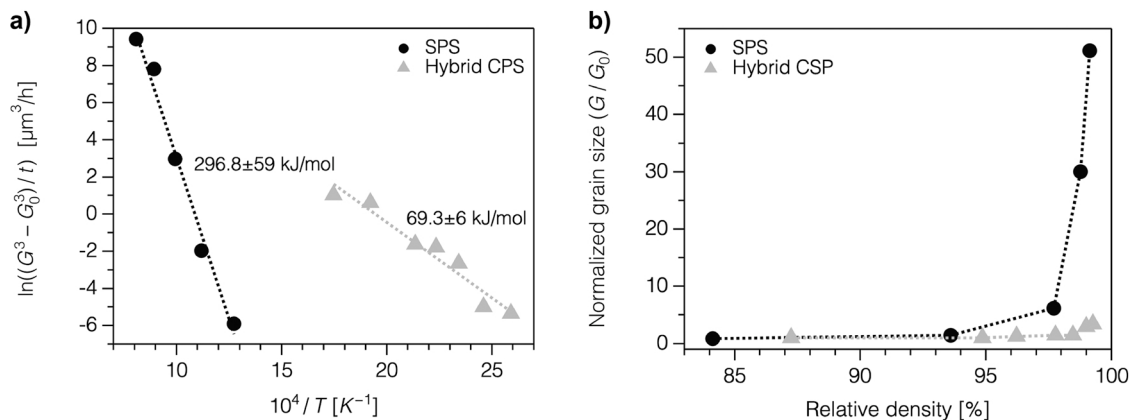 a)
ln((G³ − G₀³) / t) [µm³/h]
10
8
6
4
2
0
-2
-4
-6
SPS
Hybrid CPS
296.8±59 kJ/mol
69.3±6 kJ/mol
10
15
20
25
10⁴ / T [K⁻¹]
b)
Normalized grain size (G / G₀)
50
40
30
20
10
0
SPS
Hybrid CSP
85
90
95
100
Relative density [%]